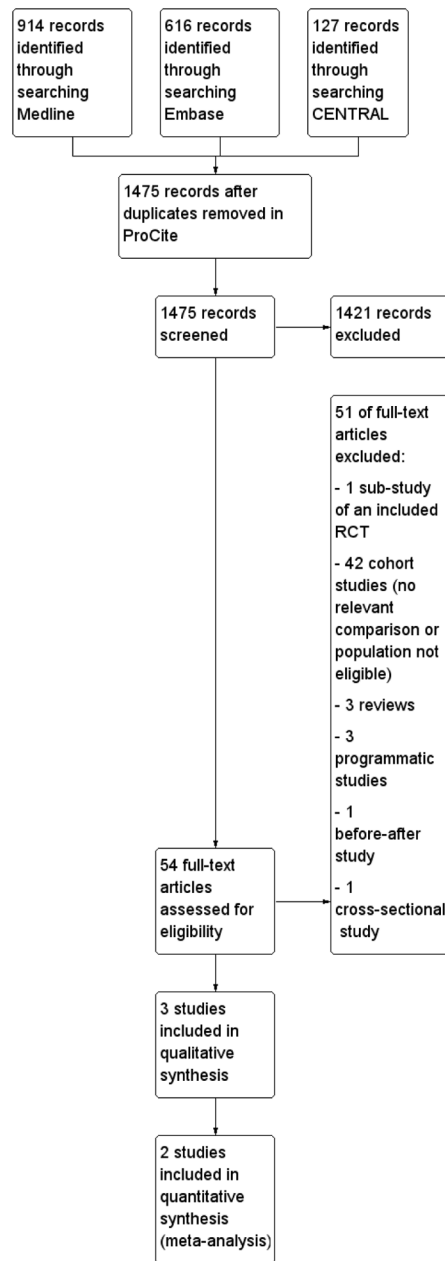 914 records
identified
through
searching
Medline
616 records
identified
through
searching
Embase
127 records
identified
through
searching
CENTRAL
1475 records after
duplicates removed in
ProCite
1475 records
screened
1421 records
excluded
51 of full-text
articles
excluded:
- 1 sub-study
of an included
RCT
- 42 cohort
studies (no
relevant
comparison or
population not
eligible)
- 3 reviews
- 3
programmatic
studies
- 1
before-after
study
- 1
cross-sectional
study
54 full-text
articles
assessed for
eligibility
3 studies
included in
qualitative
synthesis
2 studies
included in
quantitative
synthesis
(meta-analysis)